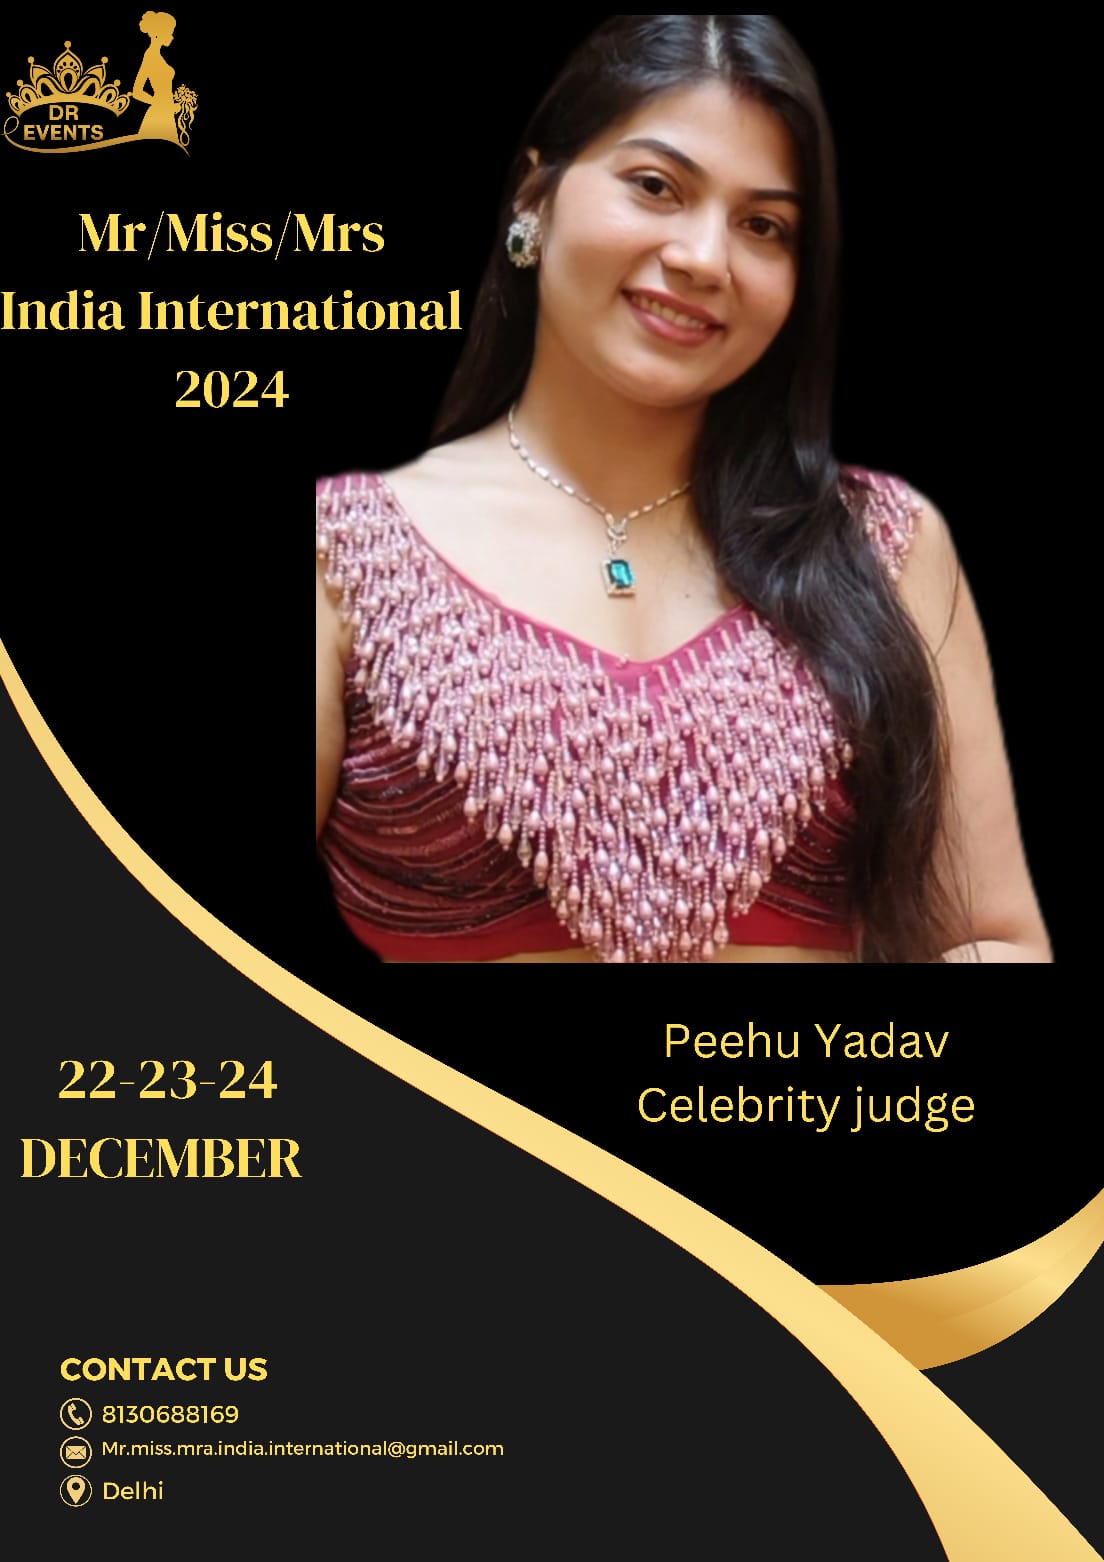 DR
EVENTS
Mr/Miss/Mrs
India International
2024
Peehu Yadav
Celebrity judge
22-23-24
DECEMBER
CONTACT US
8130688169
Mr.miss.mra.india.international@gmail.com
Delhi